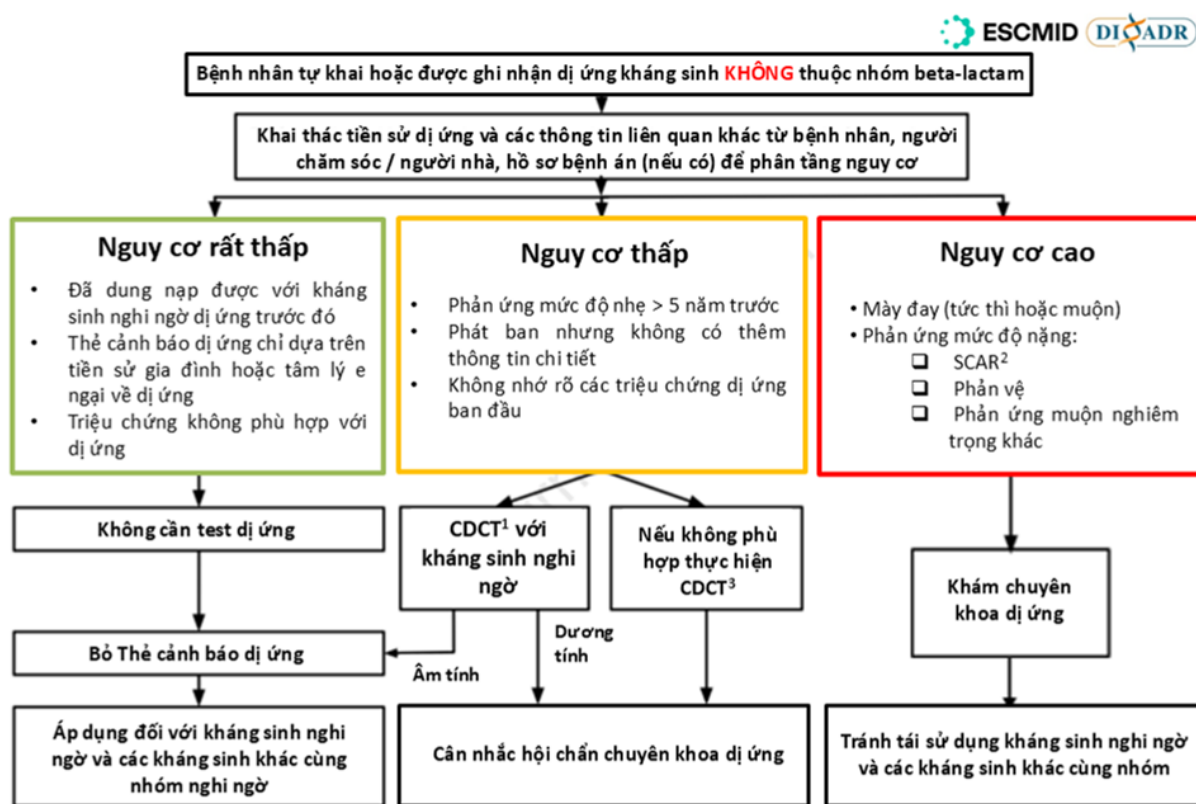 ESCMID DI ADR
Bệnh nhân tự khai hoặc được ghi nhận dị ứng kháng sinh KHÔNG thuộc nhóm beta-lactam
Khai thác tiền sử dị ứng và các thông tin liên quan khác từ bệnh nhân, người
chăm sóc / người nhà, hồ sơ bệnh án (nếu có) để phân tầng nguy cơ
Nguy cơ rất thấp
• Đã dung nạp được với kháng
sinh nghi ngờ dị ứng trước đó
• Thẻ cảnh báo dị ứng chỉ dựa trên
tiền sử gia đình hoặc tâm lý e
ngại về dị ứng
• Triệu chứng không phù hợp với
dị ứng
Nguy cơ thấp
• Phản ứng mức độ nhẹ > 5 năm trước
• Phát ban nhưng không có thêm
thông tin chi tiết
• Không nhớ rõ các triệu chứng dị ứng
ban đầu
Nguy cơ cao
• Mày đay (tức thì hoặc muộn)
• Phản ứng mức độ nặng:
❑ SCAR²
❑ Phản vệ
❑ Phản ứng muộn nghiêm
trọng khác
Không cần test dị ứng
CDCT¹ với
kháng sinh nghi
ngờ
Nếu không phù
hợp thực hiện
CDCT³
Khám chuyên
khoa dị ứng
Bỏ Thẻ cảnh báo dị ứng
Âm tính
Dương
tính
Áp dụng đối với kháng sinh nghi
ngờ và các kháng sinh khác cùng
nhóm nghi ngờ
Cân nhắc hội chẩn chuyên khoa dị ứng
Tránh tái sử dụng kháng sinh nghi ngờ
và các kháng sinh khác cùng nhóm